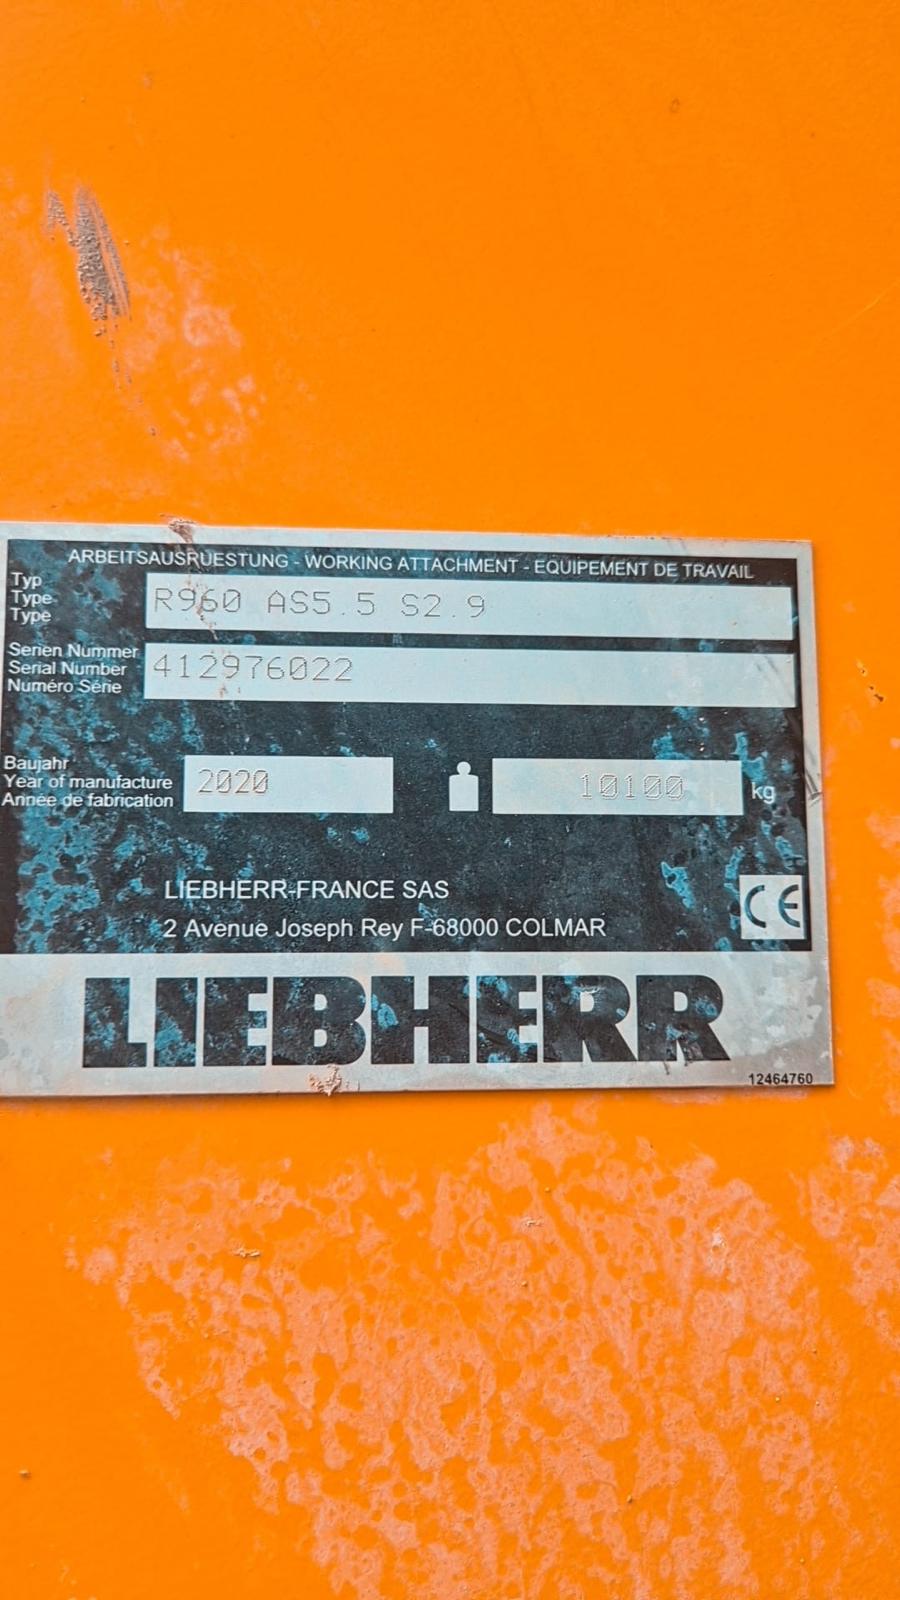 ARBEITSAUSRUESTUNG - WORKING ATTACHMENT - EQUIPEMENT DE TRAVAIL
Typ
Type
Type
R960 AS5.5 S2.9
Serien Nummer
Serial Number
Numéro Série
412976022
Baujahr
Year of manufacture
Année de fabrication
2020
10100 kg
LIEBHERR-FRANCE SAS
2 Avenue Joseph Rey F-68000 COLMAR
CE
LIEBHERR
12464760